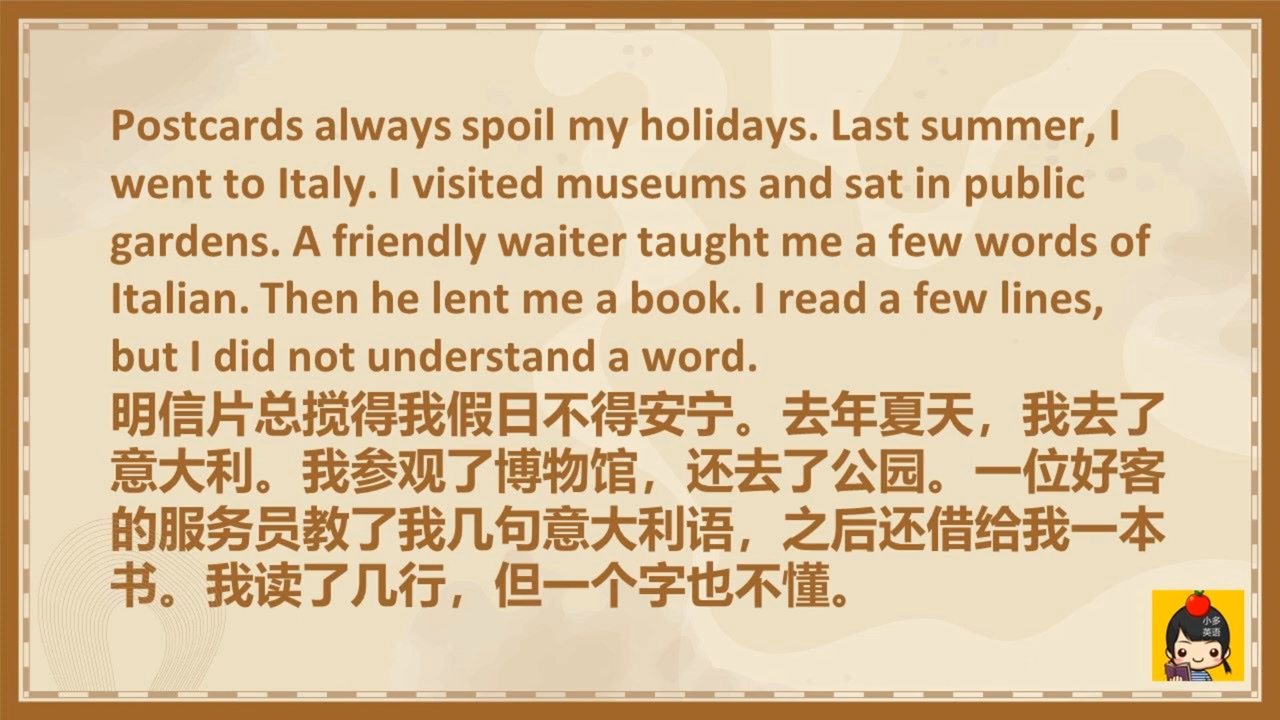 Postcards always spoil my holidays. Last summer, I
went to Italy. I visited museums and sat in public
gardens. A friendly waiter taught me a few words of
Italian. Then he lent me a book. I read a few lines,
but I did not understand a word.
明信片总搅得我假日不得安宁。去年夏天，我去了
意大利。我参观了博物馆，还去了公园。一位好客
的服务员教了我几句意大利语，之后还借给我一本
书。我读了几行，但一个字也不懂。
小多
英语